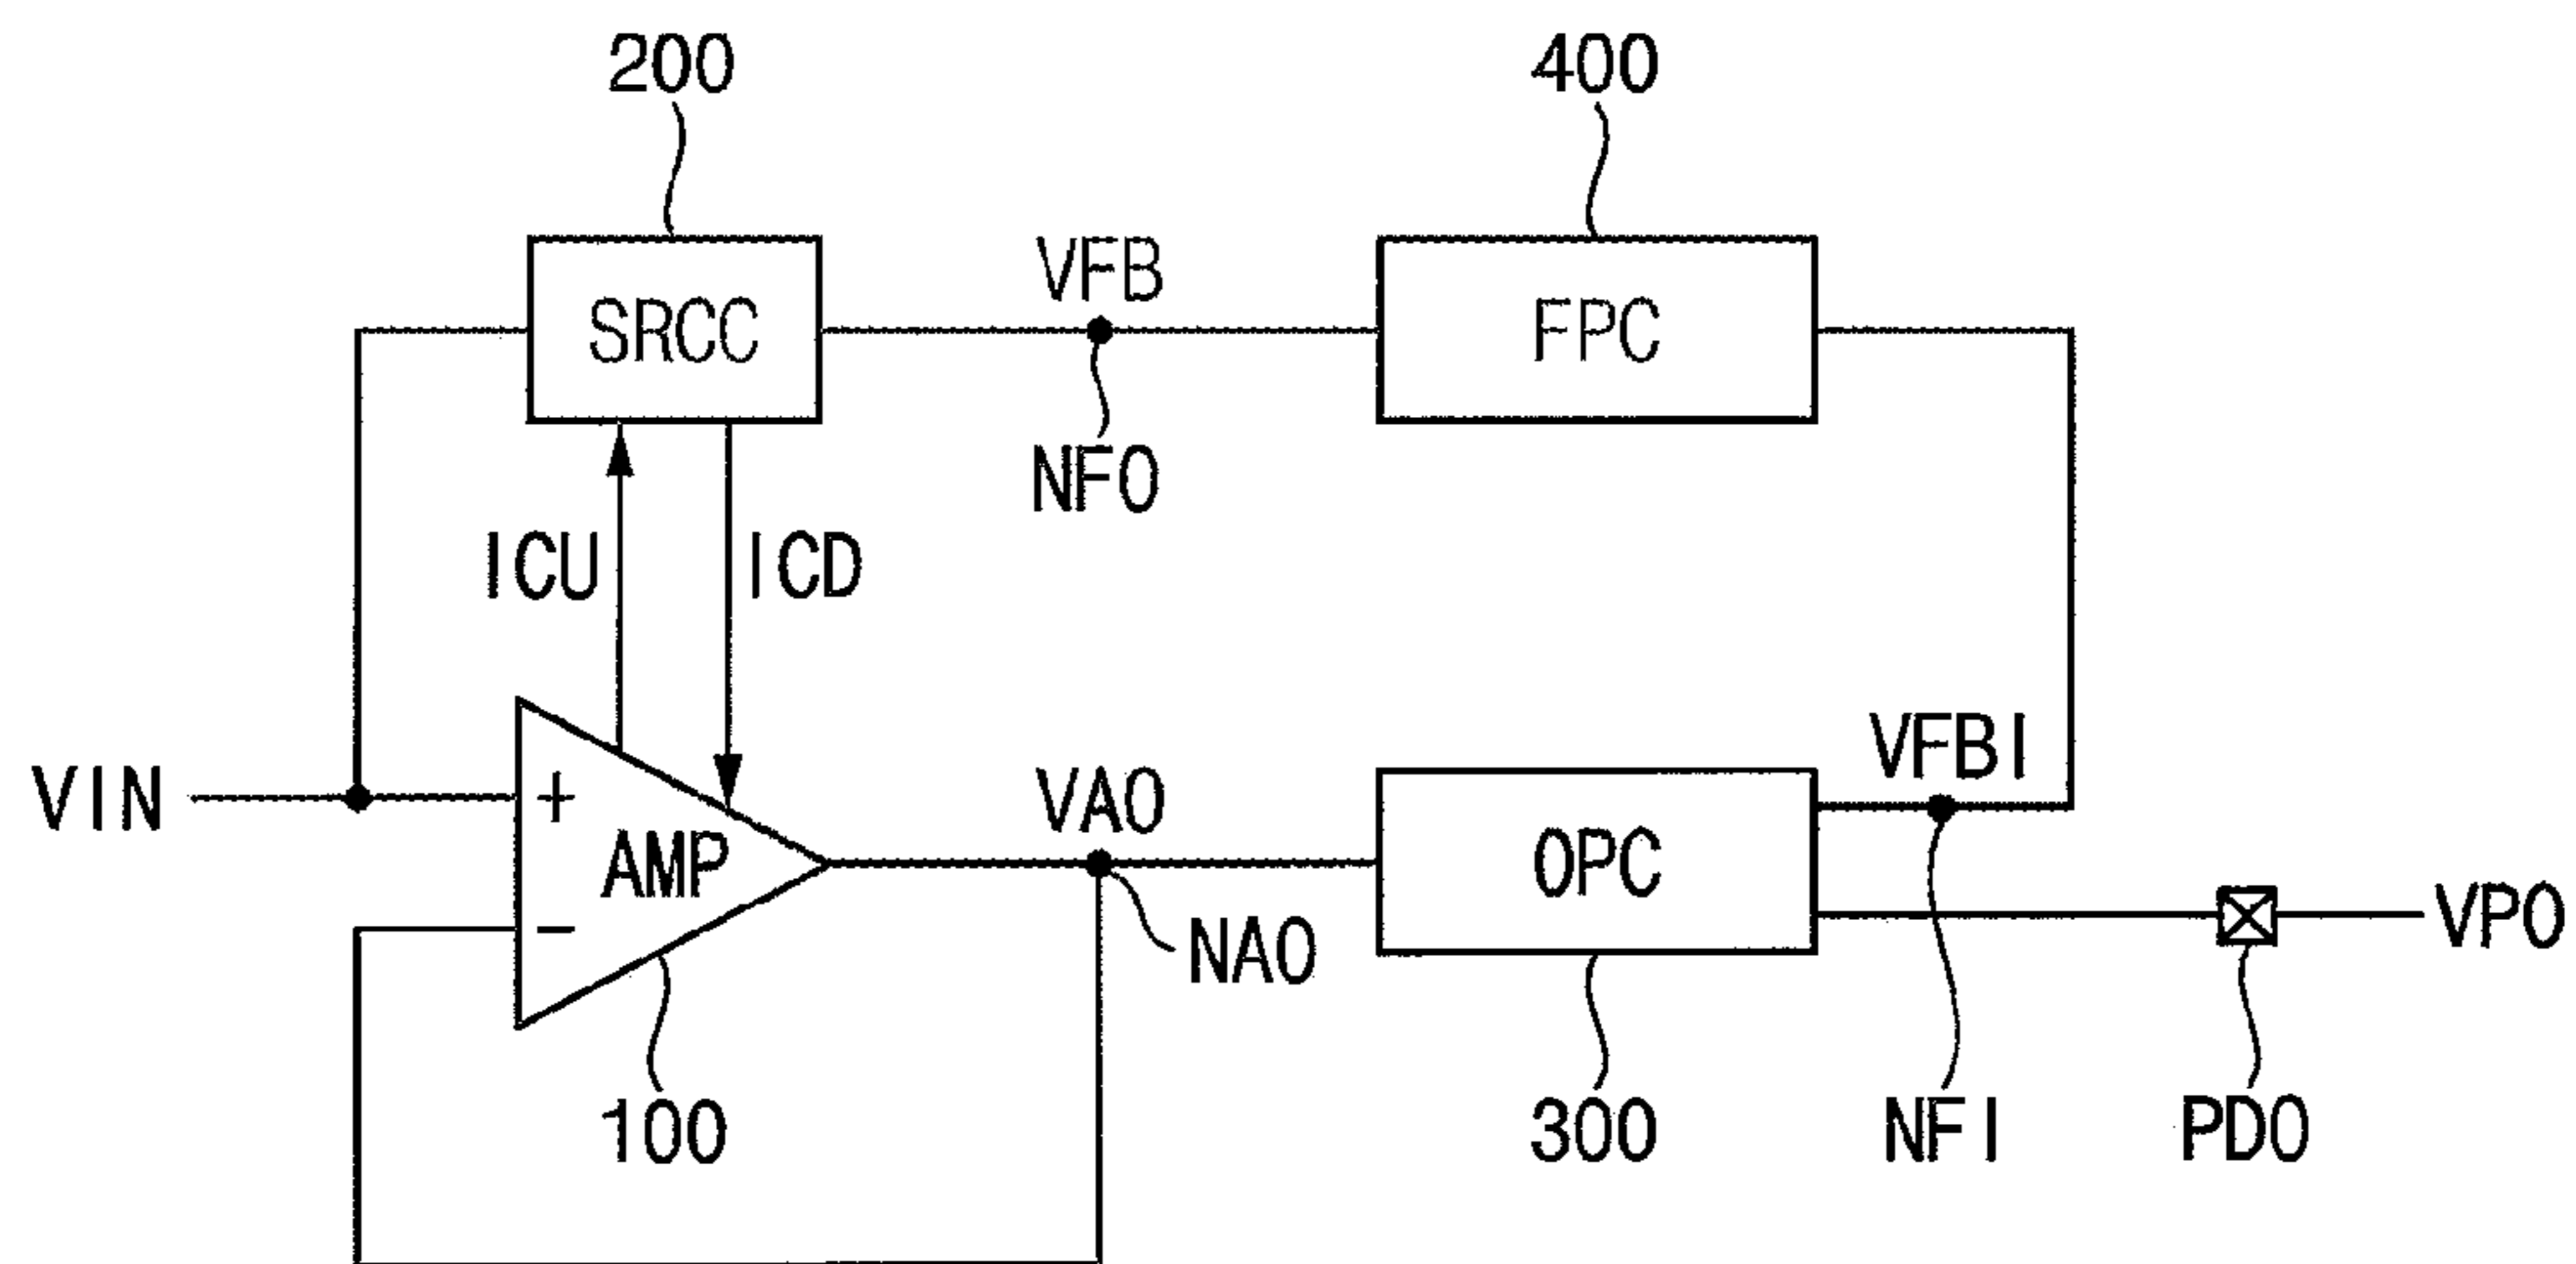 200
400
VFB
SRCC
FPC
NFO
ICU
ICD
VFBI
VIN
+
VAO
AMP
OPC
−
VPO
NAO
100
300
NFI
PDO